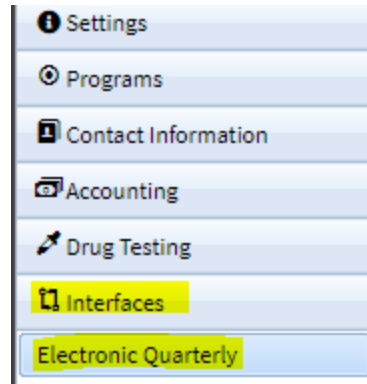 Settings
Programs
Contact Information
Accounting
Drug Testing
Interfaces
Electronic Quarterly